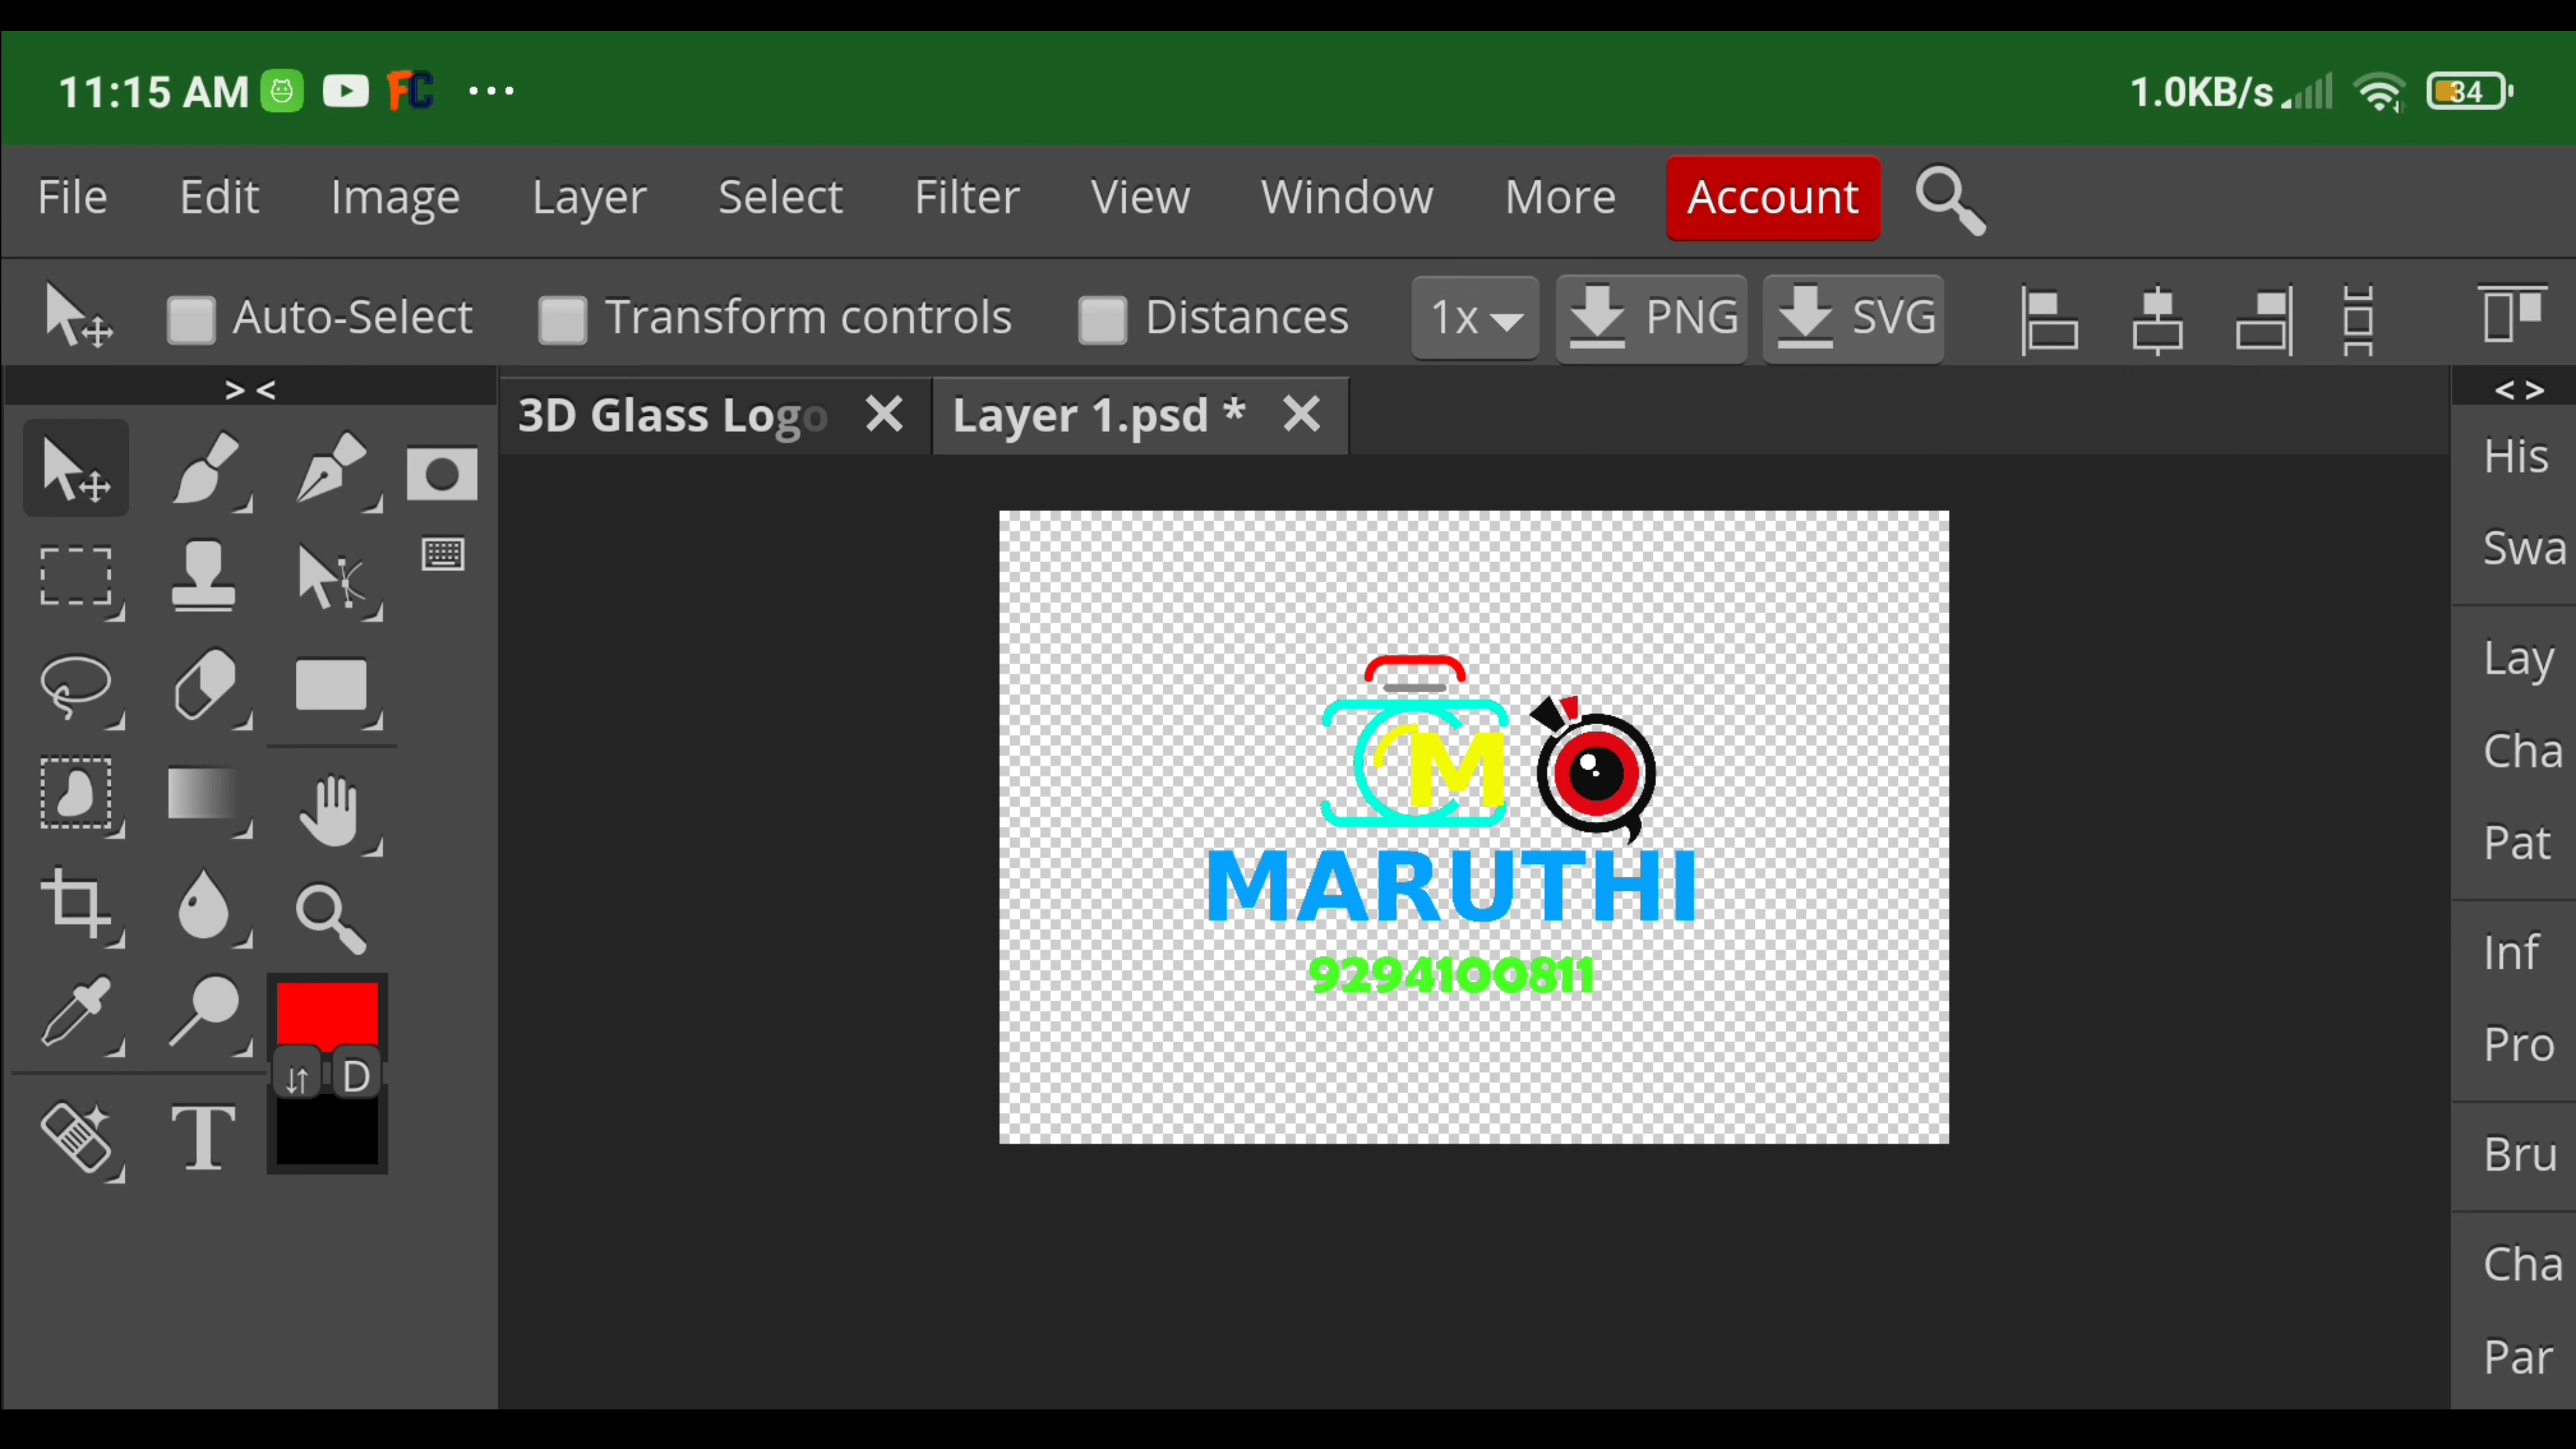 11:15 AM FC ... 1.0KB/s 34
File Edit Image Layer Select Filter View Window More Account
Auto-Select Transform controls Distances 1x PNG SVG
> < 3D Glass Logo Layer 1.psd * < >
His
Swa
Lay
Cha
Pat
Inf
Pro
Bru
Cha
Par
D
T
M
MARUTHI
9294100811